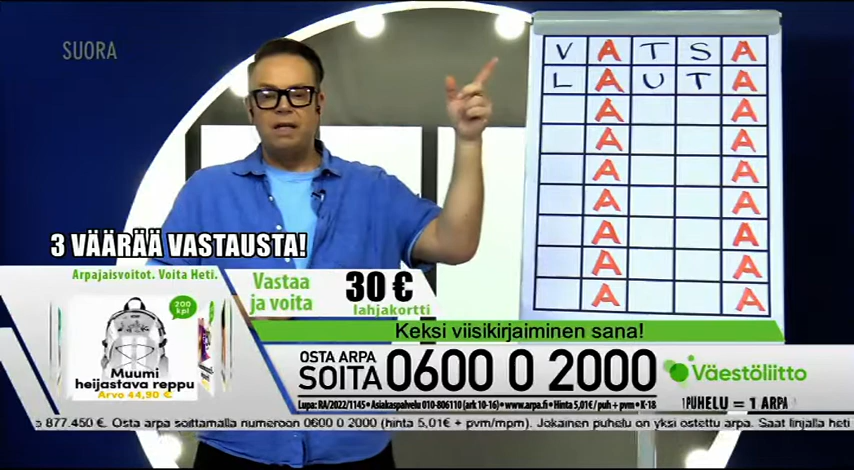 SUORA
V A T S A
L A U T A
A A
A A
A A
A A
A A
A A
A A
3 VÄÄRÄÄ VASTAUSTA!
Arpajaisvoitot. Voita Heti.
200
kpl
Muumi
heijastava reppu
Arvo 44,90 €
Vastaa
ja voita
30 €
lahjakortti
Keksi viisikirjaiminen sana!
OSTA ARPA
SOITA 0600 0 2000
Väestöliitto
Lupa: RA/2022/1145 • Asiakaspalvelu 010-806110 (ark 10-16) • www.arpa.fi • Hinta 5,01€ / puh + pvm • K-18
1 PUHELU = 1 ARPA
877.450 €. Osta arpa soittamalla numeroon 0600 0 2000 (hinta 5,01€ + pvm/mpm). Jokainen puhelu on yksi ostettu arpa. Saat linjalla heti